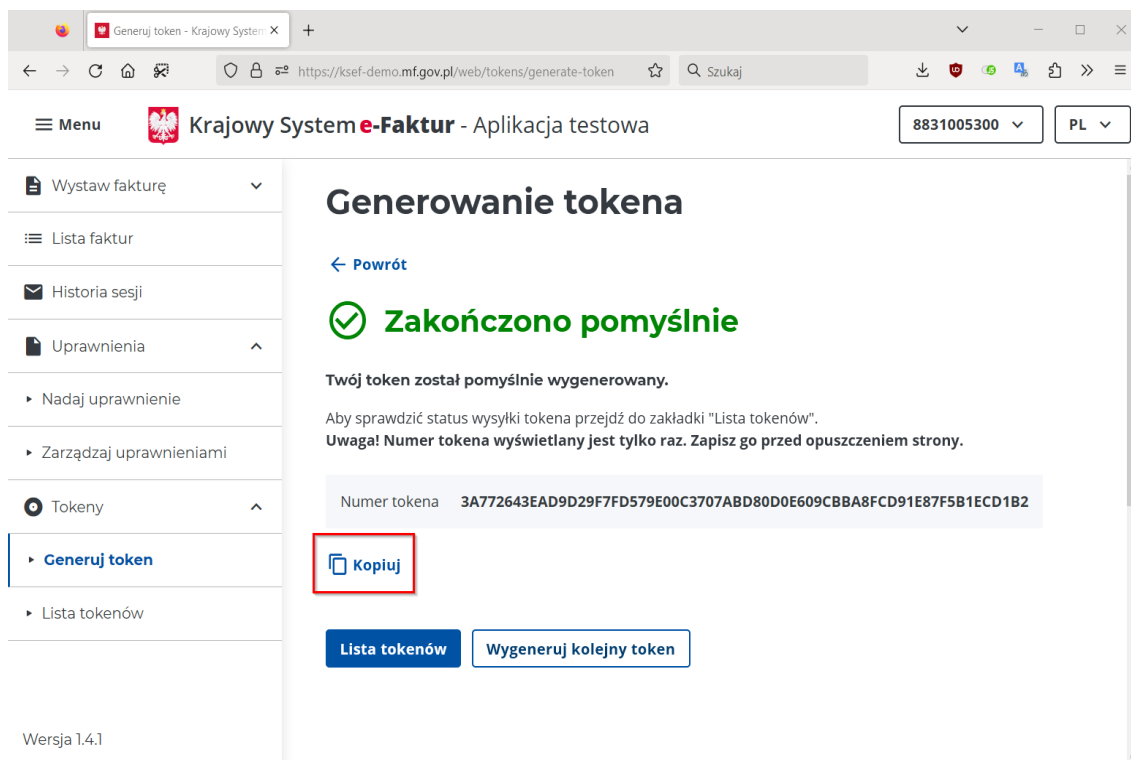 Generuj token - Krajowy System
https://ksef-demo.mf.gov.pl/web/tokens/generate-token
Szukaj
Menu
Krajowy System e-Faktur - Aplikacja testowa
8831005300
PL
Wystaw fakturę
Lista faktur
Historia sesji
Uprawnienia
Nadaj uprawnienie
Zarządzaj uprawnieniami
Tokeny
Generuj token
Lista tokenów
Wersja 1.4.1
Generowanie tokena
Powrót
Zakończono pomyślnie
Twój token został pomyślnie wygenerowany.
Aby sprawdzić status wysyłki tokena przejdź do zakładki "Lista tokenów".
Uwaga! Numer tokena wyświetlany jest tylko raz. Zapisz go przed opuszczeniem strony.
Numer tokena 3A772643EAD9D29F7FD579E00C3707ABD80D0E609CBBA8FCD91E87F5B1ECD1B2
Kopiuj
Lista tokenów
Wygeneruj kolejny token